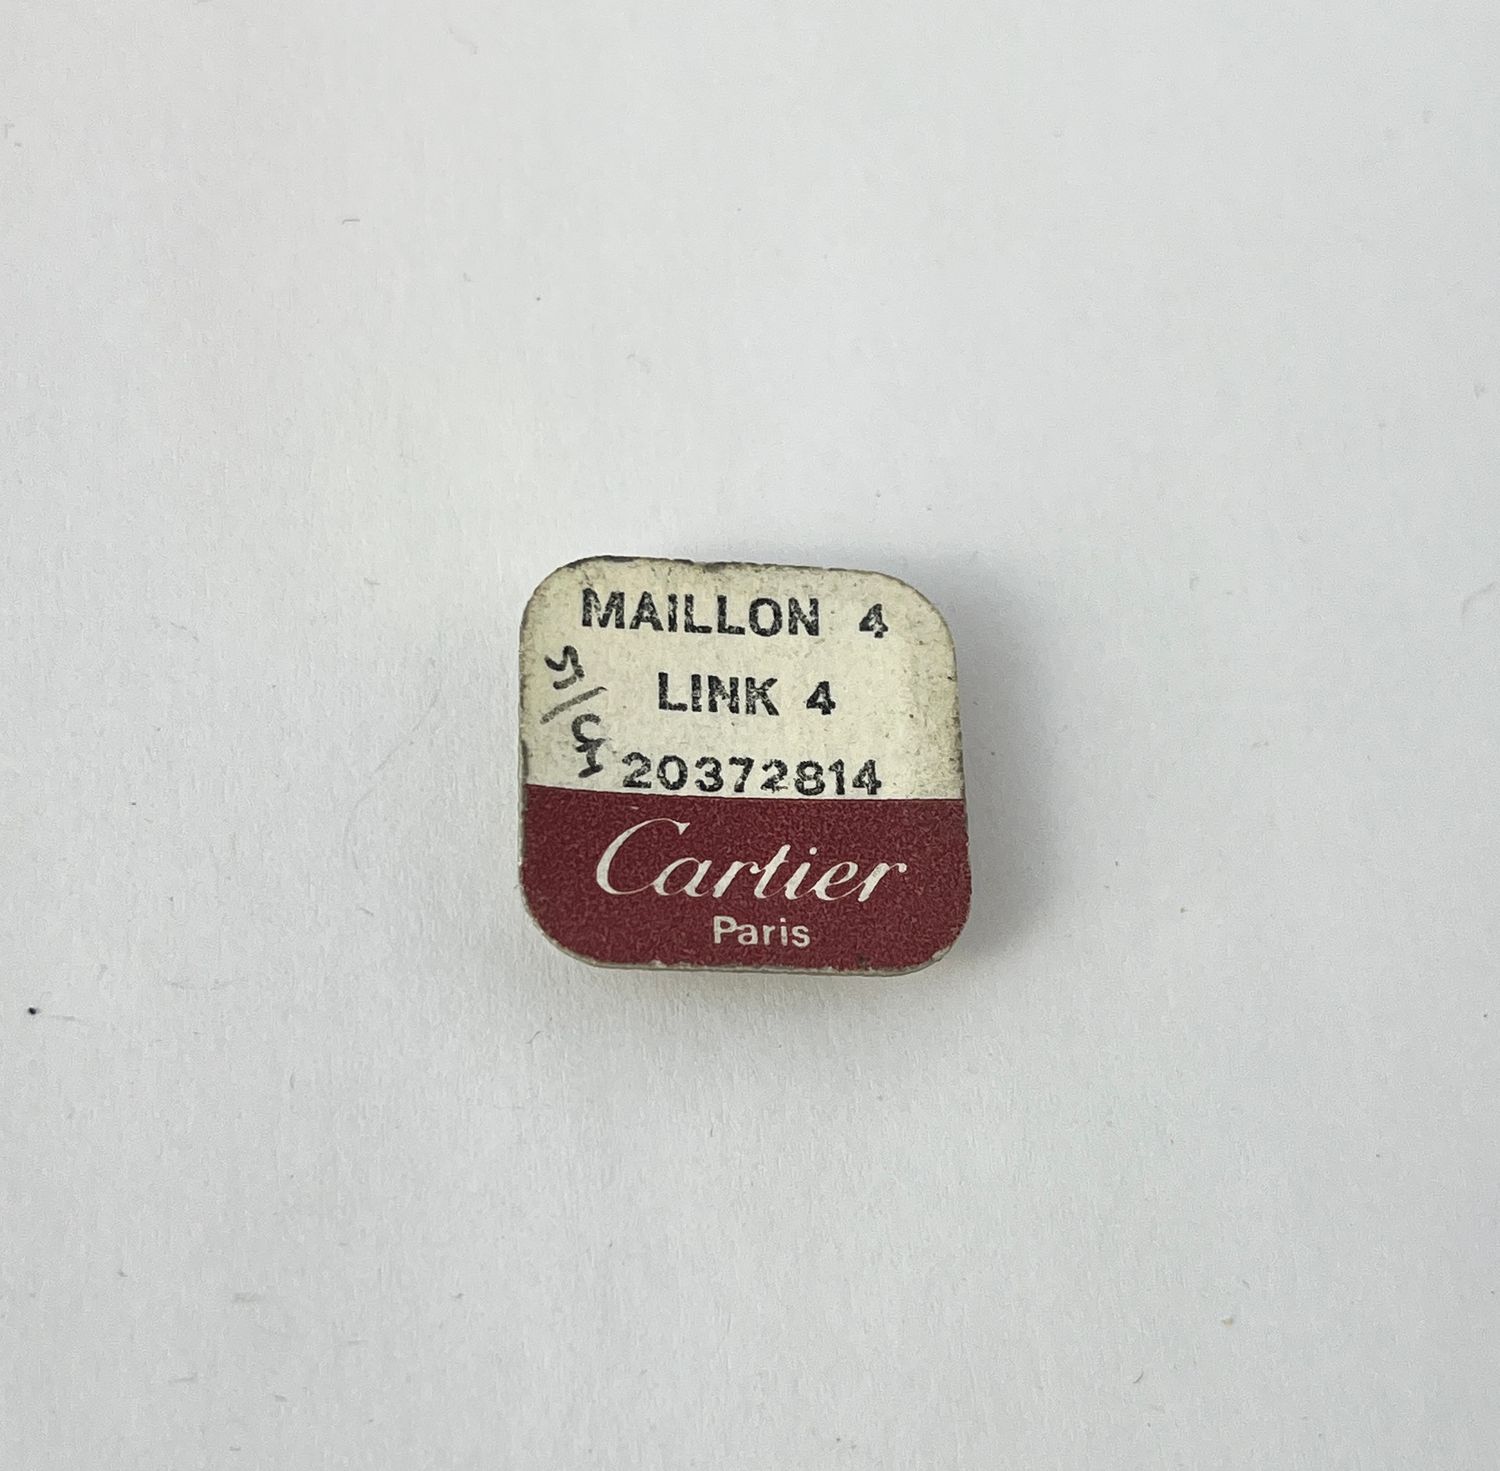 MAILLON 4
LINK 4
20372814
Cartier
Paris